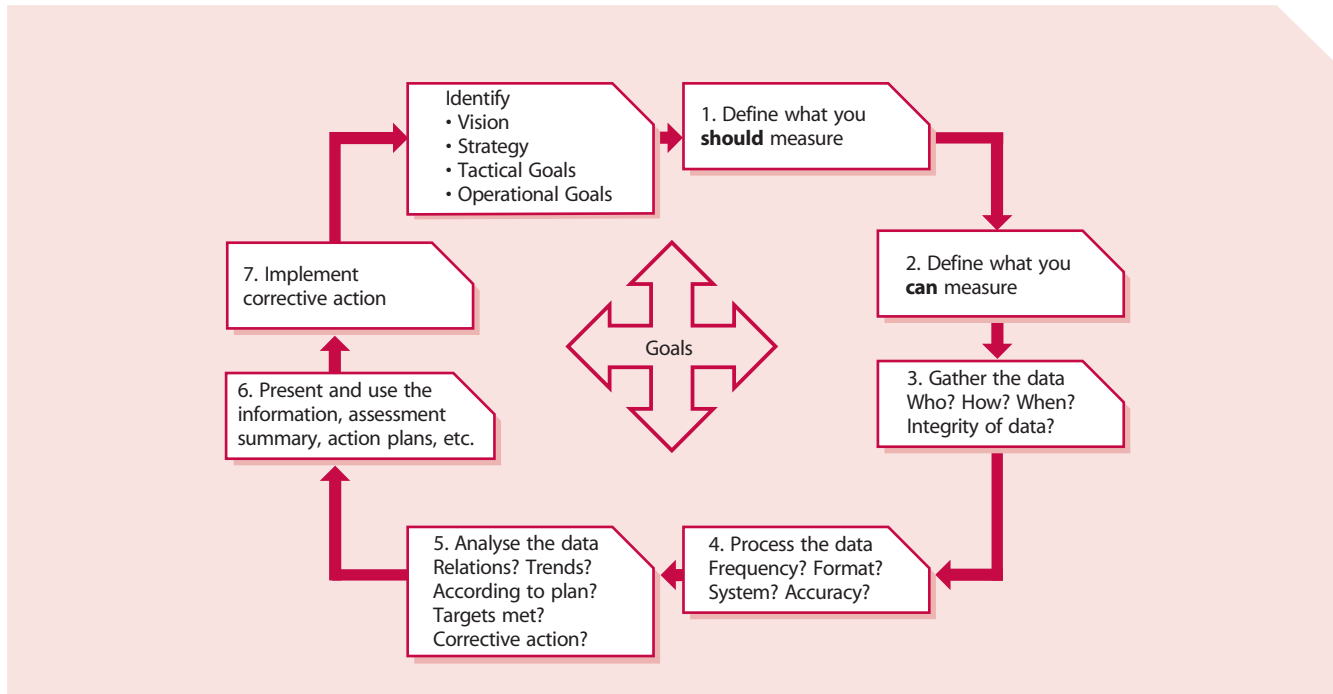 Identify
• Vision
• Strategy
• Tactical Goals
• Operational Goals
1. Define what you
should measure
2. Define what you
can measure
3. Gather the data
Who? How? When?
Integrity of data?
4. Process the data
Frequency? Format?
System? Accuracy?
5. Analyse the data
Relations? Trends?
According to plan?
Targets met?
Corrective action?
6. Present and use the
information, assessment
summary, action plans, etc.
7. Implement
corrective action
Goals